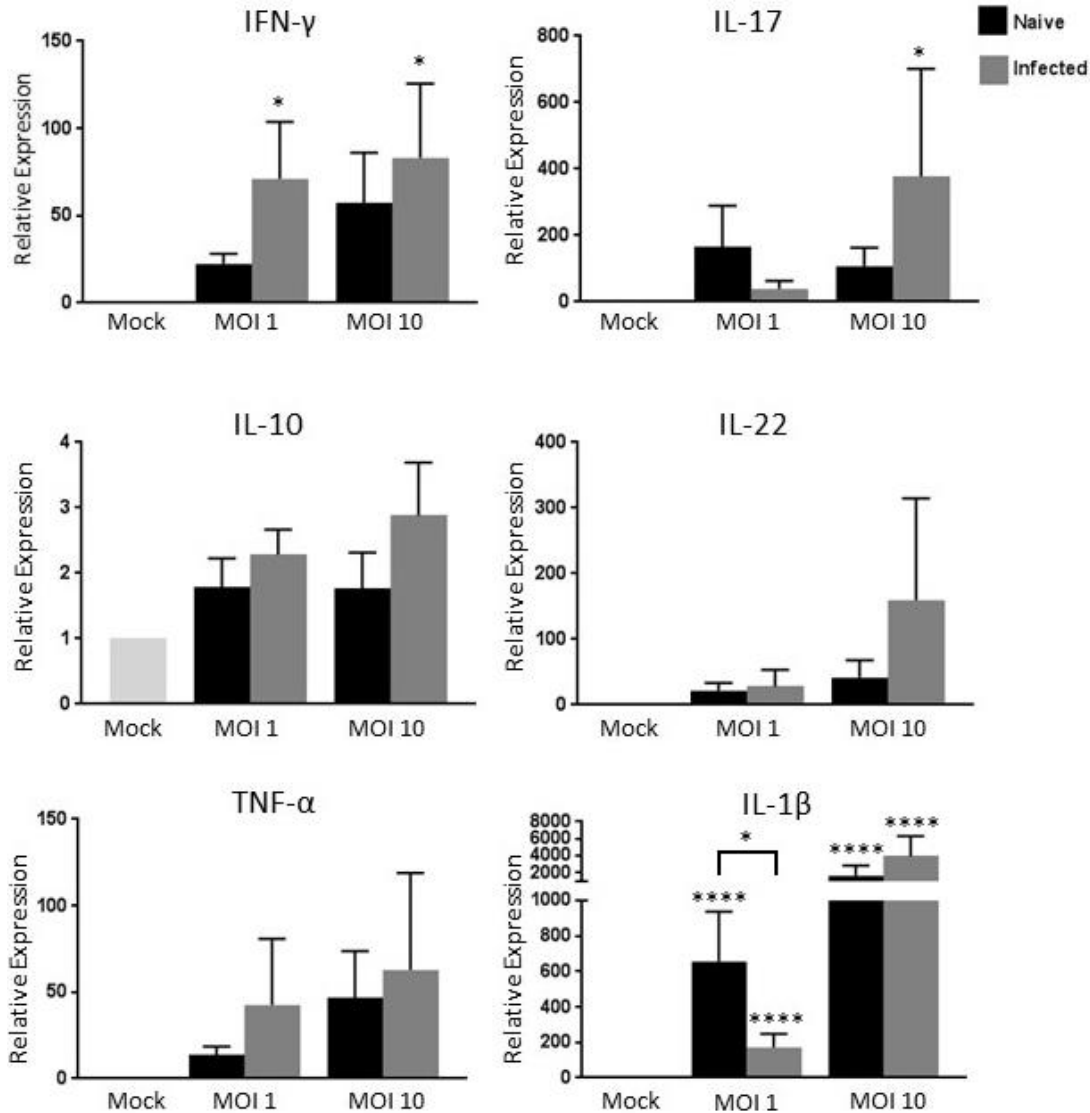 IFN-γ
Relative Expression
150
100
50
0
*
*
Mock MOI 1 MOI 10
IL-17
Relative Expression
800
600
400
200
0
*
Mock MOI 1 MOI 10
Naive
Infected
IL-10
Relative Expression
4
3
2
1
0
Mock MOI 1 MOI 10
IL-22
Relative Expression
400
300
200
100
0
Mock MOI 1 MOI 10
TNF-α
Relative Expression
150
100
50
0
Mock MOI 1 MOI 10
IL-1β
Relative Expression
8000
6000
4000
2000
1000
800
600
400
200
0
****
*
****
****
****
Mock MOI 1 MOI 10